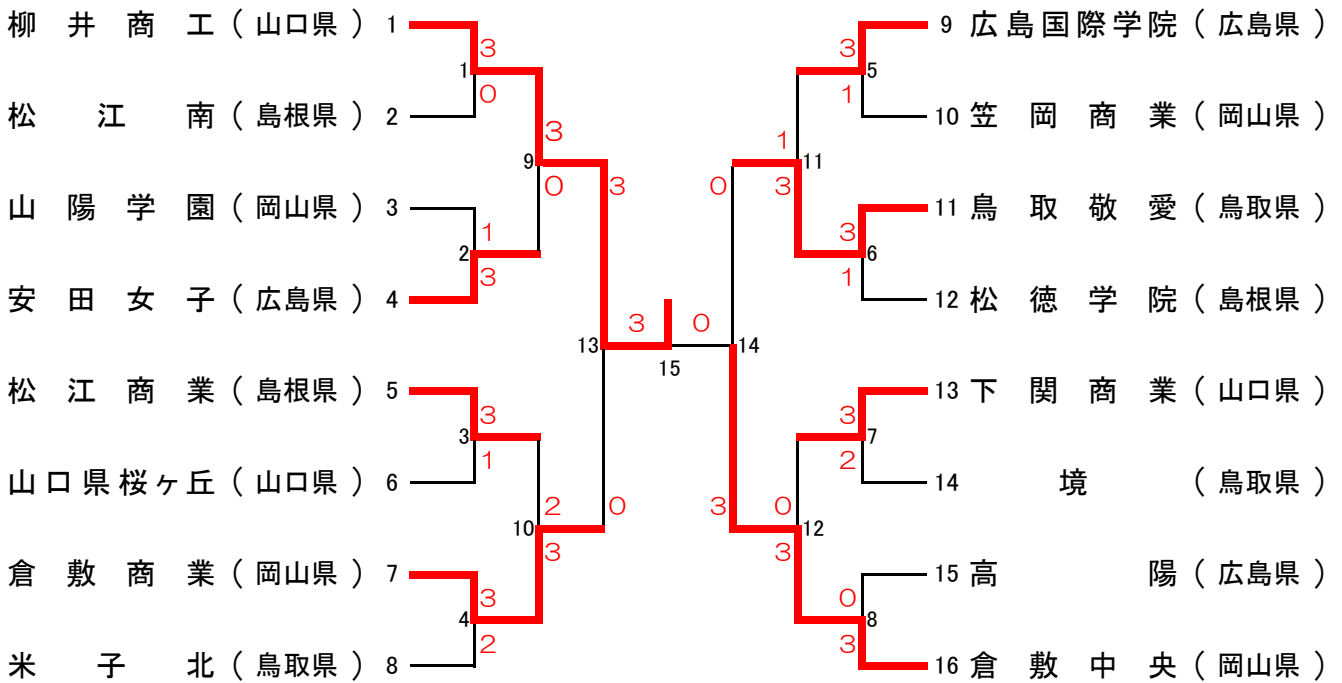 柳井商工（山口県）1
松江南（島根県）2
山陽学園（岡山県）3
安田女子（広島県）4
松江商業（島根県）5
山口県桜ヶ丘（山口県）6
倉敷商業（岡山県）7
米子北（鳥取県）8
1
3
0
2
1
3
3
3
1
4
3
2
9
3
0
10
2
3
13
3
0
15
3
0
14
0
3
11
1
3
12
0
3
5
3
1
6
3
1
7
3
2
8
0
3
9 広島国際学院（広島県）
10 笠岡商業（岡山県）
11 鳥取敬愛（鳥取県）
12 松徳学院（島根県）
13 下関商業（山口県）
14 境（鳥取県）
15 高陽（広島県）
16 倉敷中央（岡山県）